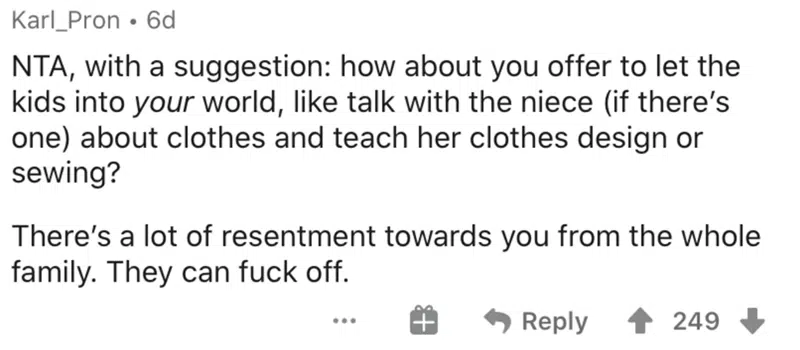 Karl_Pron • 6d
NTA, with a suggestion: how about you offer to let the
kids into your world, like talk with the niece (if there's
one) about clothes and teach her clothes design or
sewing?
There's a lot of resentment towards you from the whole
family. They can fuck off.
... Reply 249